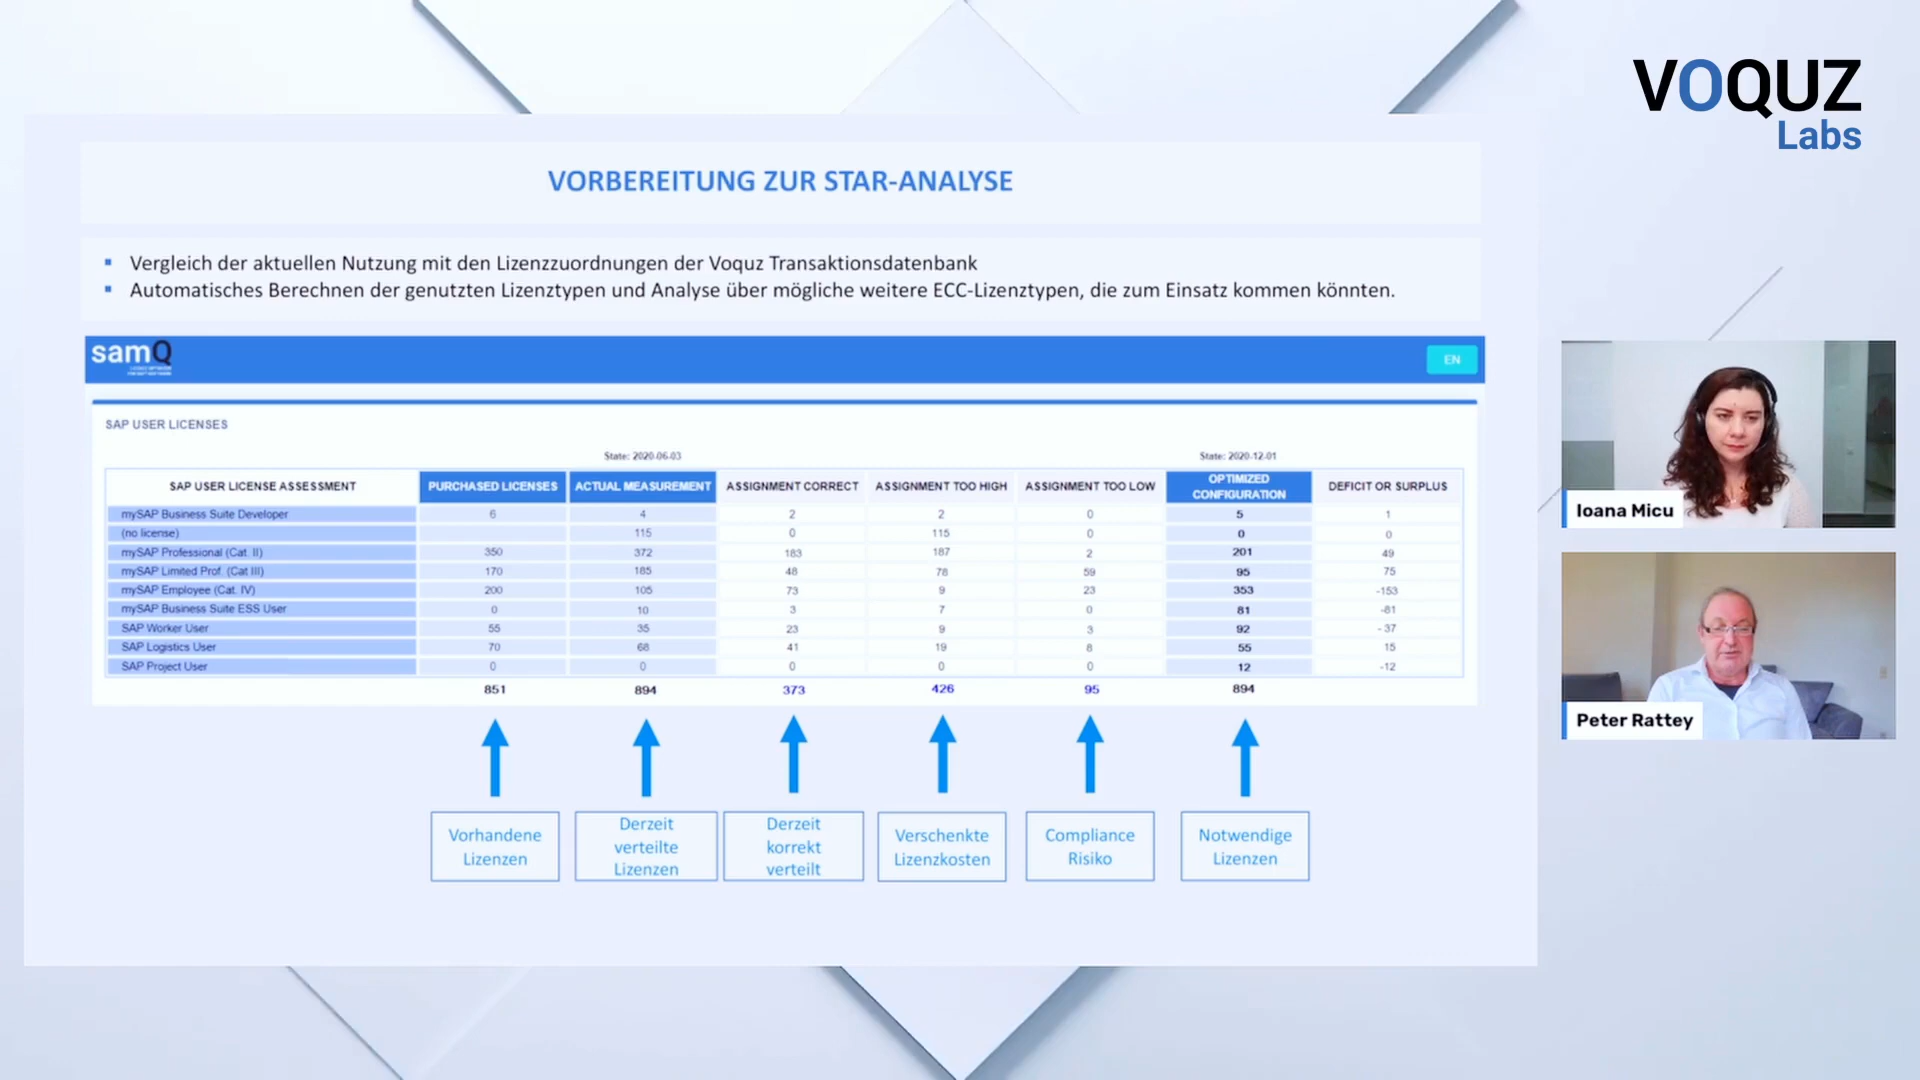 VOQUZ
Labs
VORBEREITUNG ZUR STAR-ANALYSE
▪ Vergleich der aktuellen Nutzung mit den Lizenzzuordnungen der Voquz Transaktionsdatenbank
▪ Automatisches Berechnen der genutzten Lizenztypen und Analyse über mögliche weitere ECC-Lizenztypen, die zum Einsatz kommen könnten.
samQ
EN
SAP USER LICENSES
State: 2020-06-03 State: 2020-12-01
SAP USER LICENSE ASSESSMENT PURCHASED LICENSES ACTUAL MEASUREMENT ASSIGNMENT CORRECT ASSIGNMENT TOO HIGH ASSIGNMENT TOO LOW OPTIMIZED CONFIGURATION DEFICIT OR SURPLUS
mySAP Business Suite Developer 6 4 2 2 0 5 1
(no license) 115 0 115 0 0 0
mySAP Professional (Cat. II) 350 372 183 187 2 201 49
mySAP Limited Prof. (Cat III) 170 185 48 78 59 95 75
mySAP Employee (Cat. IV) 200 105 73 9 23 353 -153
mySAP Business Suite ESS User 0 10 3 7 0 81 -81
SAP Worker User 55 35 23 9 3 92 - 37
SAP Logistics User 70 68 41 19 8 55 15
SAP Project User 0 0 0 0 0 12 -12
851 894 373 426 95 894
Vorhandene
Lizenzen
Derzeit
verteilte
Lizenzen
Derzeit
korrekt
verteilt
Verschenkte
Lizenzkosten
Compliance
Risiko
Notwendige
Lizenzen
Ioana Micu
Peter Rattey